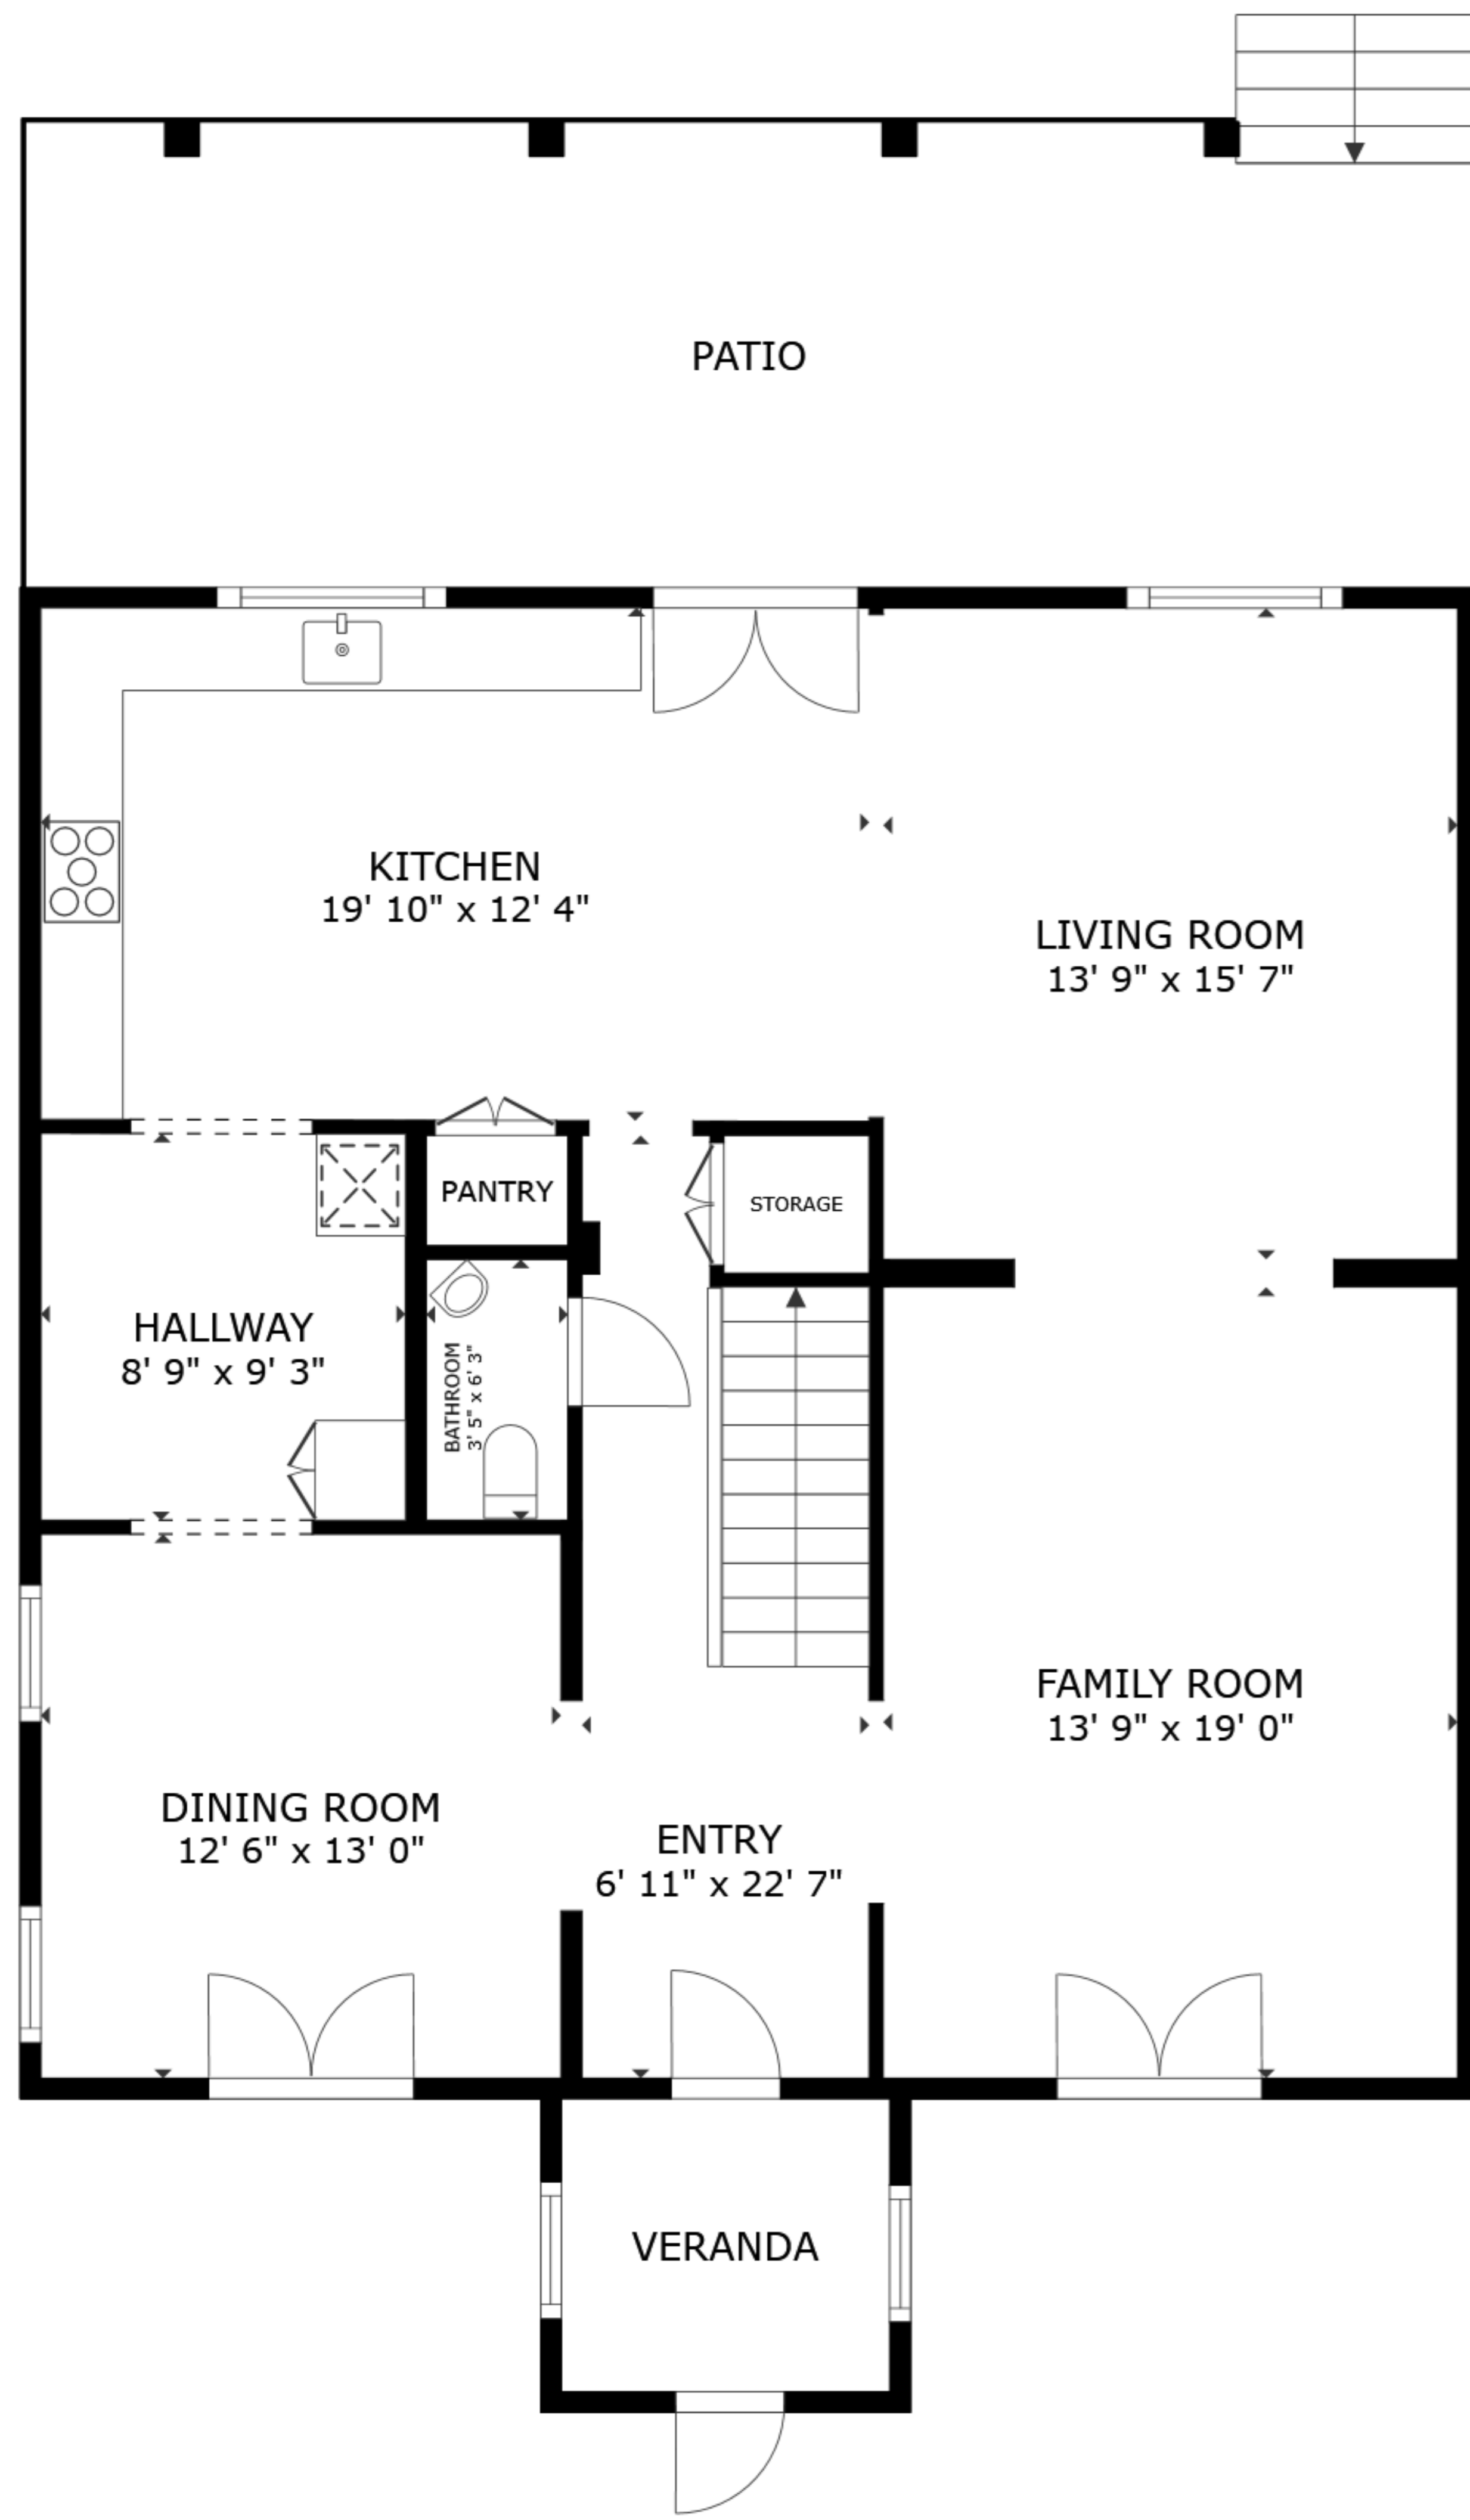 PATIO
KITCHEN
19' 10" x 12' 4"
LIVING ROOM
13' 9" x 15' 7"
PANTRY
STORAGE
HALLWAY
8' 9" x 9' 3"
BATHROOM
3' 5" x 6' 3"
FAMILY ROOM
13' 9" x 19' 0"
DINING ROOM
12' 6" x 13' 0"
ENTRY
6' 11" x 22' 7"
VERANDA